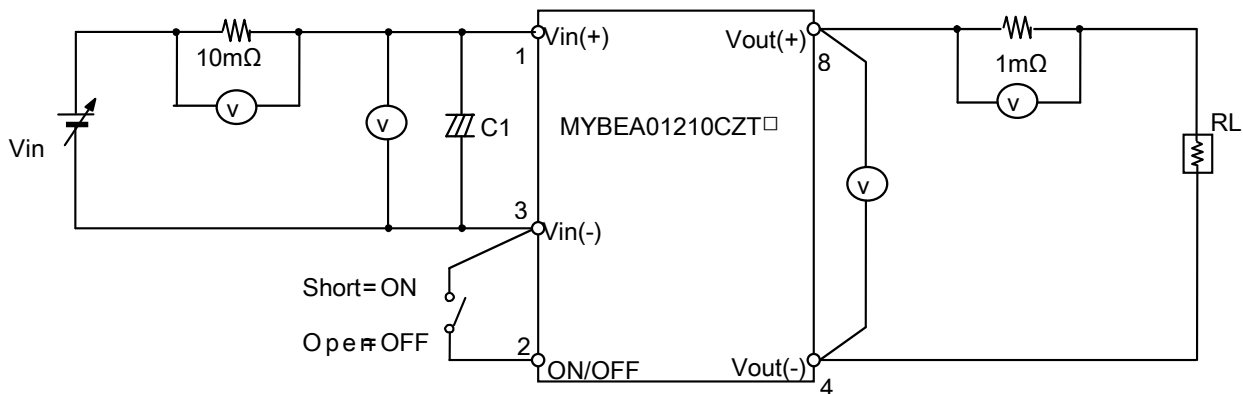 10mΩ
v
Vin
v
C1
1
Vin(+)
MYBEA01210CZT□
3
Vin(-)
Short=ON
Open=OFF
2
ON/OFF
Vout(+)
8
1mΩ
v
RL
v
Vout(-)
4